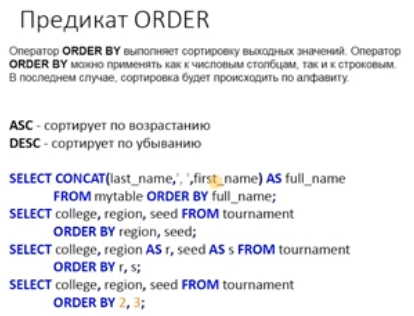 Предикат ORDER
Оператор ORDER BY выполняет сортировку выходных значений. Оператор
ORDER BY можно применять как к числовым столбцам, так и к строковым.
В последнем случае, сортировка будет происходить по алфавиту.
ASC - сортирует по возрастанию
DESC - сортирует по убыванию
SELECT CONCAT(last_name,', ',first_name) AS full_name
FROM mytable ORDER BY full_name;
SELECT college, region, seed FROM tournament
ORDER BY region, seed;
SELECT college, region AS r, seed AS s FROM tournament
ORDER BY r, s;
SELECT college, region, seed FROM tournament
ORDER BY 2, 3;